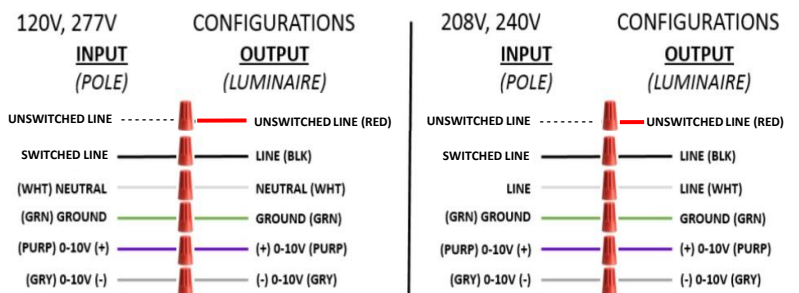 120V, 277V CONFIGURATIONS
INPUT OUTPUT
(POLE) (LUMINAIRE)
UNSWITCHED LINE UNSWITCHED LINE (RED)
SWITCHED LINE LINE (BLK)
(WHT) NEUTRAL NEUTRAL (WHT)
(GRN) GROUND GROUND (GRN)
(PURP) 0-10V (+) (+) 0-10V (PURP)
(GRY) 0-10V (-) (-) 0-10V (GRY)
208V, 240V CONFIGURATIONS
INPUT OUTPUT
(POLE) (LUMINAIRE)
UNSWITCHED LINE UNSWITCHED LINE (RED)
SWITCHED LINE LINE (BLK)
LINE LINE (WHT)
(GRN) GROUND GROUND (GRN)
(PURP) 0-10V (+) (+) 0-10V (PURP)
(GRY) 0-10V (-) (-) 0-10V (GRY)